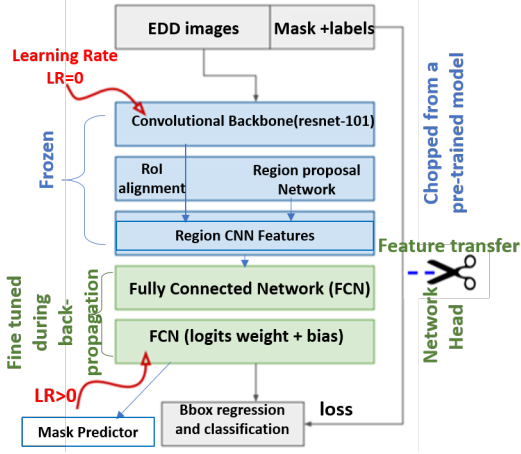 EDD images
Mask +labels
Learning Rate
LR=0
Convolutional Backbone(resnet-101)
Frozen
RoI
alignment
Region proposal
Network
Region CNN Features
Chopped from a
pre-trained model
Feature transfer
Fully Connected Network (FCN)
FCN (logits weight + bias)
Fine tuned
during
back-
propagation
Network
Head
LR>0
Mask Predictor
Bbox regression
and classification
loss